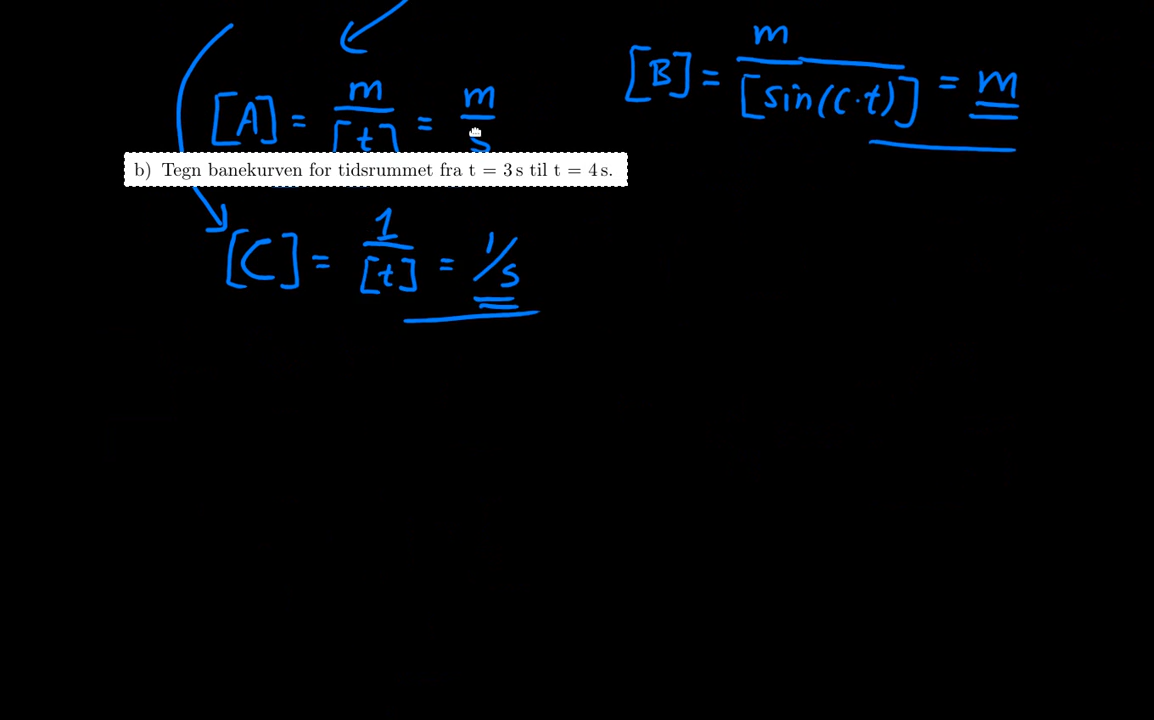 [A] = m/[t] = m/s
[B] = m/[sin(C·t)] = m
b) Tegn banekurven for tidsrummet fra t = 3 s til t = 4 s.
[C] = 1/[t] = 1/s